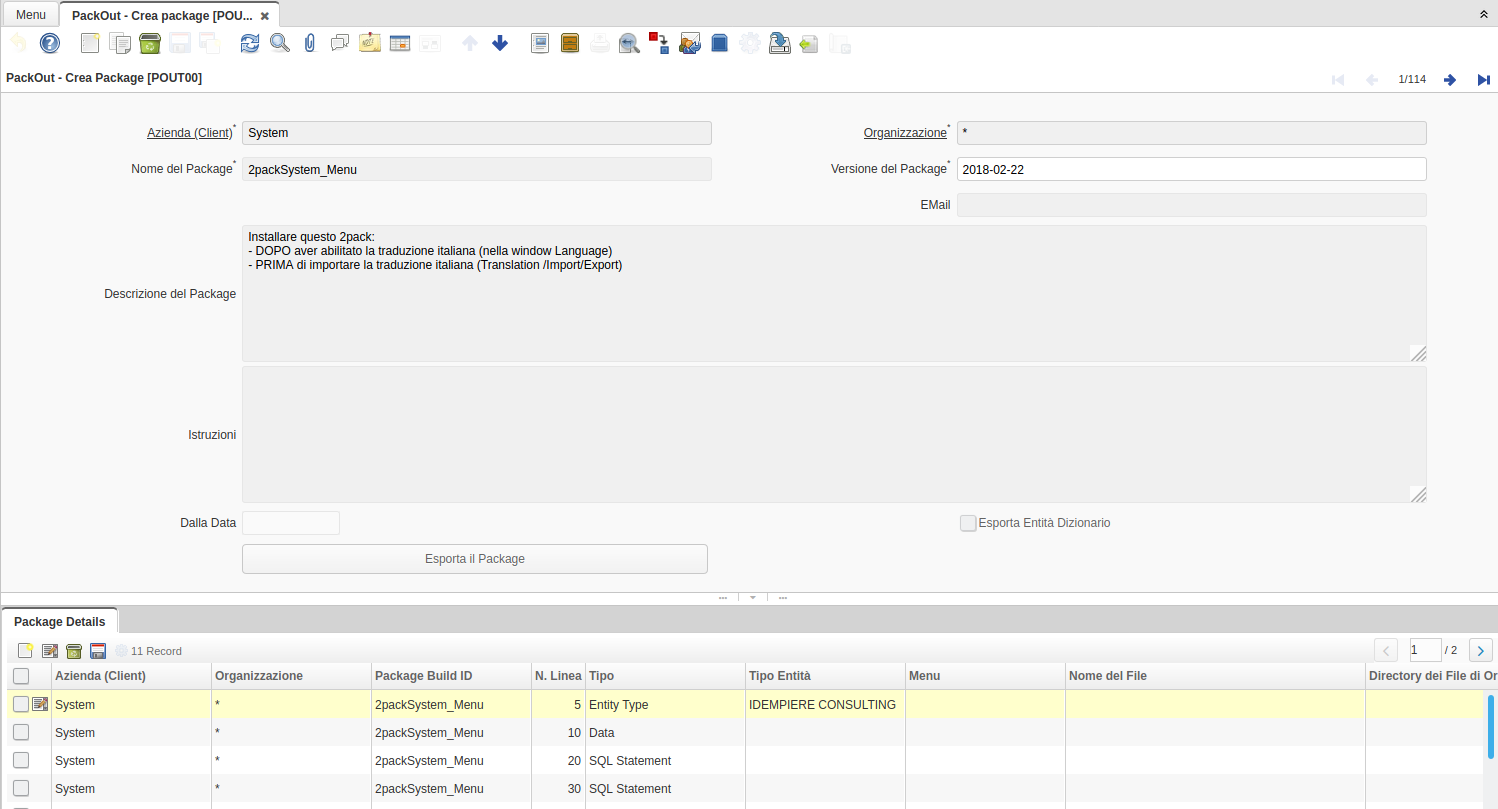 Menu
PackOut - Crea package [POU...
PackOut - Crea Package [POUT00]
1/114
Azienda (Client)* System
Organizzazione* *
Nome del Package* 2packSystem_Menu
Versione del Package* 2018-02-22
EMail
Descrizione del Package
Installare questo 2pack:
- DOPO aver abilitato la traduzione italiana (nella window Language)
- PRIMA di importare la traduzione italiana (Translation /Import/Export)
Istruzioni
Dalla Data
Esporta Entità Dizionario
Esporta il Package
Package Details
11 Record
1 / 2
Azienda (Client) Organizzazione Package Build ID N. Linea Tipo Tipo Entità Menu Nome del File Directory dei File di Or
System * 2packSystem_Menu 5 Entity Type IDEMPIERE CONSULTING
System * 2packSystem_Menu 10 Data
System * 2packSystem_Menu 20 SQL Statement
System * 2packSystem_Menu 30 SQL Statement